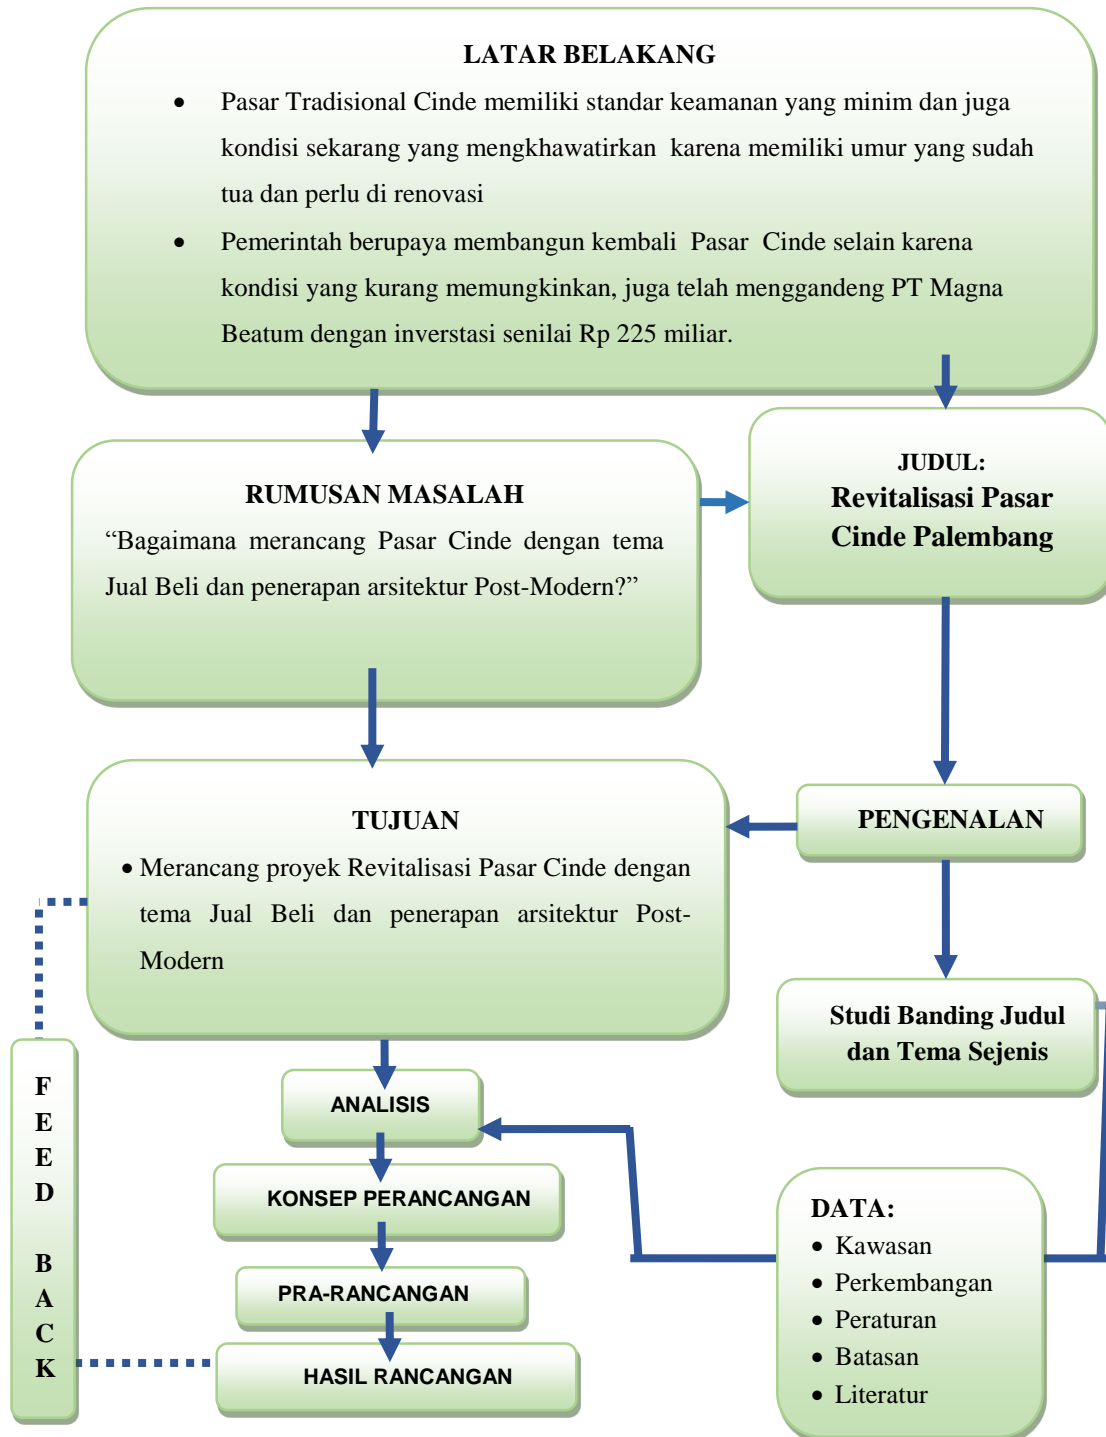 LATAR BELAKANG
• Pasar Tradisional Cinde memiliki standar keamanan yang minim dan juga
kondisi sekarang yang mengkhawatirkan karena memiliki umur yang sudah
tua dan perlu di renovasi
• Pemerintah berupaya membangun kembali Pasar Cinde selain karena
kondisi yang kurang memungkinkan, juga telah menggandeng PT Magna
Beatum dengan inverstasi senilai Rp 225 miliar.
RUMUSAN MASALAH
“Bagaimana merancang Pasar Cinde dengan tema
Jual Beli dan penerapan arsitektur Post-Modern?”
JUDUL:
Revitalisasi Pasar
Cinde Palembang
TUJUAN
• Merancang proyek Revitalisasi Pasar Cinde dengan
tema Jual Beli dan penerapan arsitektur Post-
Modern
PENGENALAN
Studi Banding Judul
dan Tema Sejenis
F
E
E
D
B
A
C
K
ANALISIS
KONSEP PERANCANGAN
PRA-RANCANGAN
HASIL RANCANGAN
DATA:
• Kawasan
• Perkembangan
• Peraturan
• Batasan
• Literatur